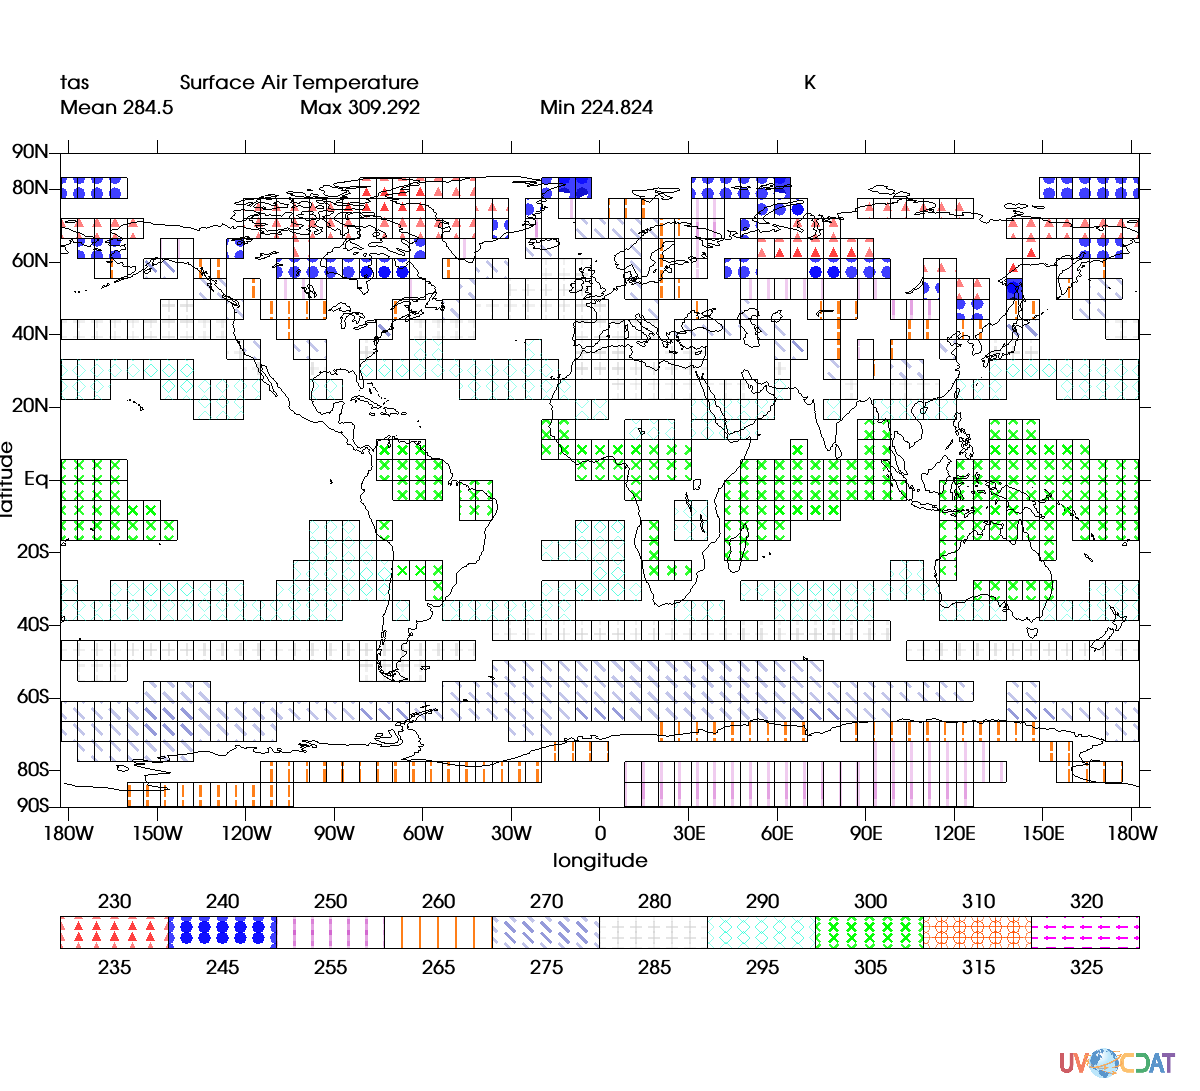 tas Surface Air Temperature K
Mean 284.5 Max 309.292 Min 224.824
90N
80N
60N
40N
20N
Eq
20S
40S
60S
80S
90S
latitude
180W 150W 120W 90W 60W 30W 0 30E 60E 90E 120E 150E 180W
longitude
230 240 250 260 270 280 290 300 310 320
235 245 255 265 275 285 295 305 315 325
UV CDAT